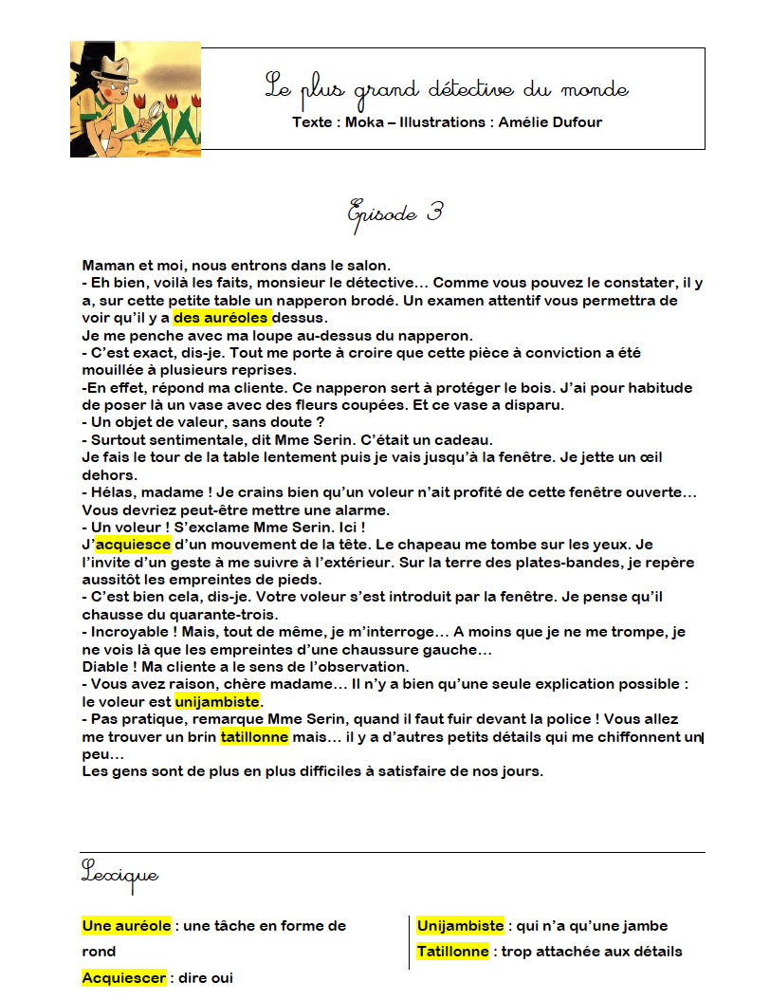 Le plus grand détective du monde
Texte : Moka – Illustrations : Amélie Dufour
Episode 3
Maman et moi, nous entrons dans le salon.
- Eh bien, voilà les faits, monsieur le détective… Comme vous pouvez le constater, il y
a, sur cette petite table un napperon brodé. Un examen attentif vous permettra de
voir qu’il y a des auréoles dessus.
Je me penche avec ma loupe au-dessus du napperon.
- C’est exact, dis-je. Tout me porte à croire que cette pièce à conviction a été
mouillée à plusieurs reprises.
-En effet, répond ma cliente. Ce napperon sert à protéger le bois. J’ai pour habitude
de poser là un vase avec des fleurs coupées. Et ce vase a disparu.
- Un objet de valeur, sans doute ?
- Surtout sentimentale, dit Mme Serin. C’était un cadeau.
Je fais le tour de la table lentement puis je vais jusqu’à la fenêtre. Je jette un œil
dehors.
- Hélas, madame ! Je crains bien qu’un voleur n’ait profité de cette fenêtre ouverte…
Vous devriez peut-être mettre une alarme.
- Un voleur ! S’exclame Mme Serin. Ici !
J’acquiesce d’un mouvement de la tête. Le chapeau me tombe sur les yeux. Je
l’invite d’un geste à me suivre à l’extérieur. Sur la terre des plates-bandes, je repère
aussitôt les empreintes de pieds.
- C’est bien cela, dis-je. Votre voleur s’est introduit par la fenêtre. Je pense qu’il
chausse du quarante-trois.
- Incroyable ! Mais, tout de même, je m’interroge… A moins que je ne me trompe, je
ne vois là que les empreintes d’une chaussure gauche…
Diable ! Ma cliente a le sens de l’observation.
- Vous avez raison, chère madame… Il n’y a bien qu’une seule explication possible :
le voleur est unijambiste.
- Pas pratique, remarque Mme Serin, quand il faut fuir devant la police ! Vous allez
me trouver un brin tatillonne mais… il y a d’autres petits détails qui me chiffonnent un
peu…
Les gens sont de plus en plus difficiles à satisfaire de nos jours.
Lexique
Une auréole : une tâche en forme de
rond
Acquiescer : dire oui
Unijambiste : qui n’a qu’une jambe
Tatillonne : trop attachée aux détails